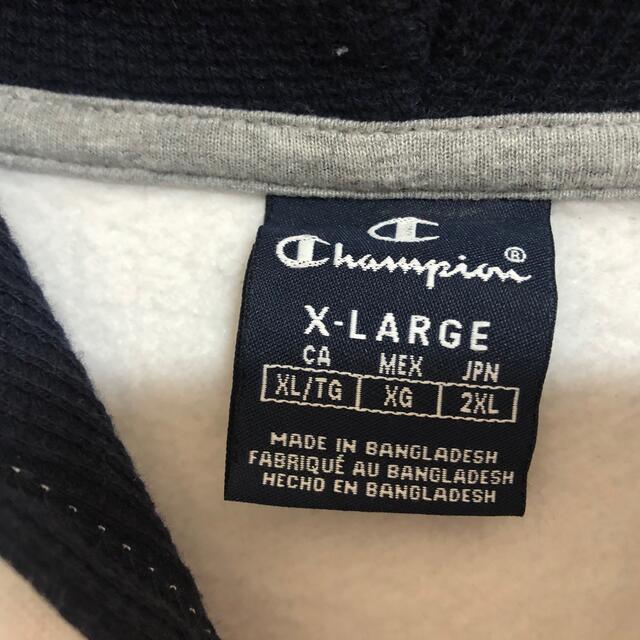 Champion®
X-LARGE
CA MEX JPN
XL/TG XG 2XL
MADE IN BANGLADESH
FABRIQUÉ AU BANGLADESH
HECHO EN BANGLADESH